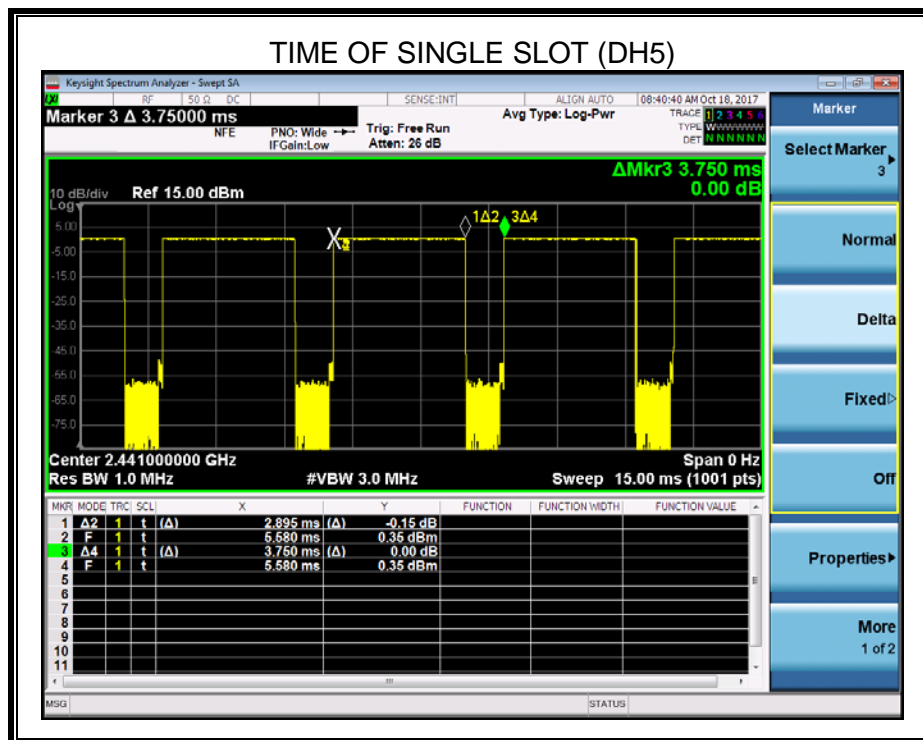 TIME OF SINGLE SLOT (DH5)
Keysight Spectrum Analyzer - Swept SA
RF 50 Ω DC SENSE:INT ALIGN AUTO 08:40:40 AM Oct 18, 2017
Marker 3 Δ 3.75000 ms
NFE PNO: Wide Trig: Free Run Avg Type: Log-Pwr TRACE 1 2 3 4 5 6
IFGain:Low Atten: 26 dB TYPE WWWWWW
DET N N N N N N
ΔMkr3 3.750 ms
0.00 dB
10 dB/div Ref 15.00 dBm
Log
5.00
-5.00
-15.0
-25.0
-35.0
-45.0
-55.0
-65.0
-75.0
1Δ2 3Δ4
X
Center 2.441000000 GHz Span 0 Hz
Res BW 1.0 MHz #VBW 3.0 MHz Sweep 15.00 ms (1001 pts)
MKR MODE TRC SCL X Y FUNCTION FUNCTION WIDTH FUNCTION VALUE
1 Δ2 1 t (Δ) 2.895 ms (Δ) -0.15 dB
2 F 1 t 5.580 ms 0.35 dBm
3 Δ4 1 t (Δ) 3.750 ms (Δ) 0.00 dB
4 F 1 t 5.580 ms 0.35 dBm
5
6
7
8
9
10
11
MSG STATUS
Marker
Select Marker
3
Normal
Delta
Fixed
Off
Properties
More
1 of 2